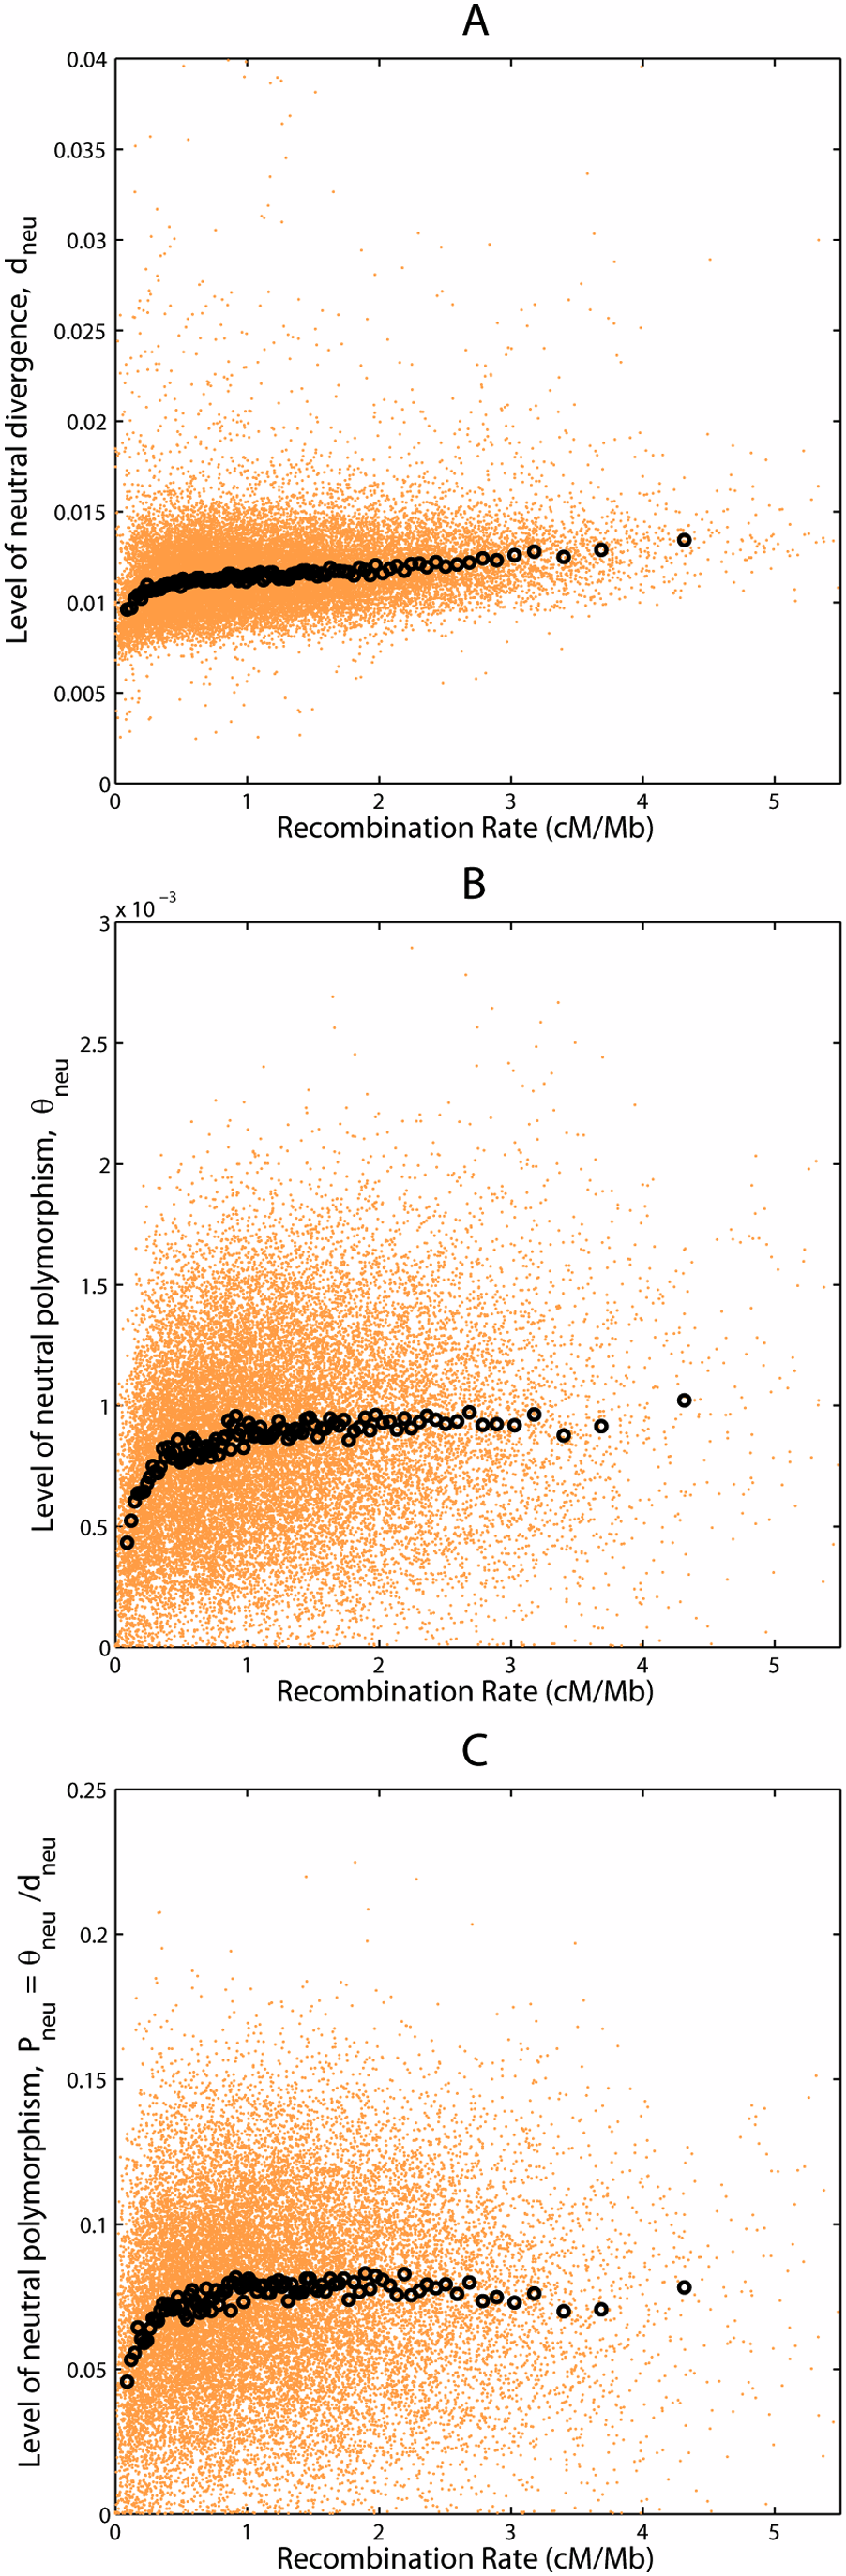 A
0.04
0.035
0.03
0.025
0.02
0.015
0.01
0.005
0
Level of neutral divergence, dneu
0 1 2 3 4 5
Recombination Rate (cM/Mb)
B
x 10 −3
3
2.5
2
1.5
1
0.5
0
Level of neutral polymorphism, θneu
0 1 2 3 4 5
Recombination Rate (cM/Mb)
C
0.25
0.2
0.15
0.1
0.05
0
Level of neutral polymorphism, Pneu = θneu /dneu
0 1 2 3 4 5
Recombination Rate (cM/Mb)